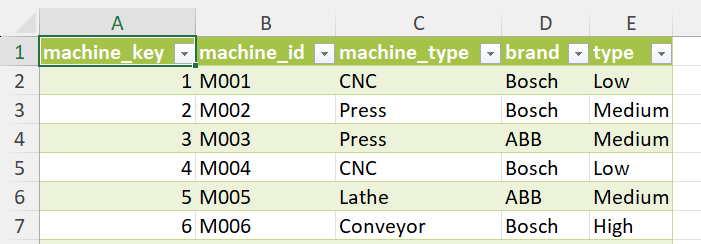 A B C D E
1 machine_key machine_id machine_type brand type
2 1 M001 CNC Bosch Low
3 2 M002 Press Bosch Medium
4 3 M003 Press ABB Medium
5 4 M004 CNC Bosch Low
6 5 M005 Lathe ABB Medium
7 6 M006 Conveyor Bosch High